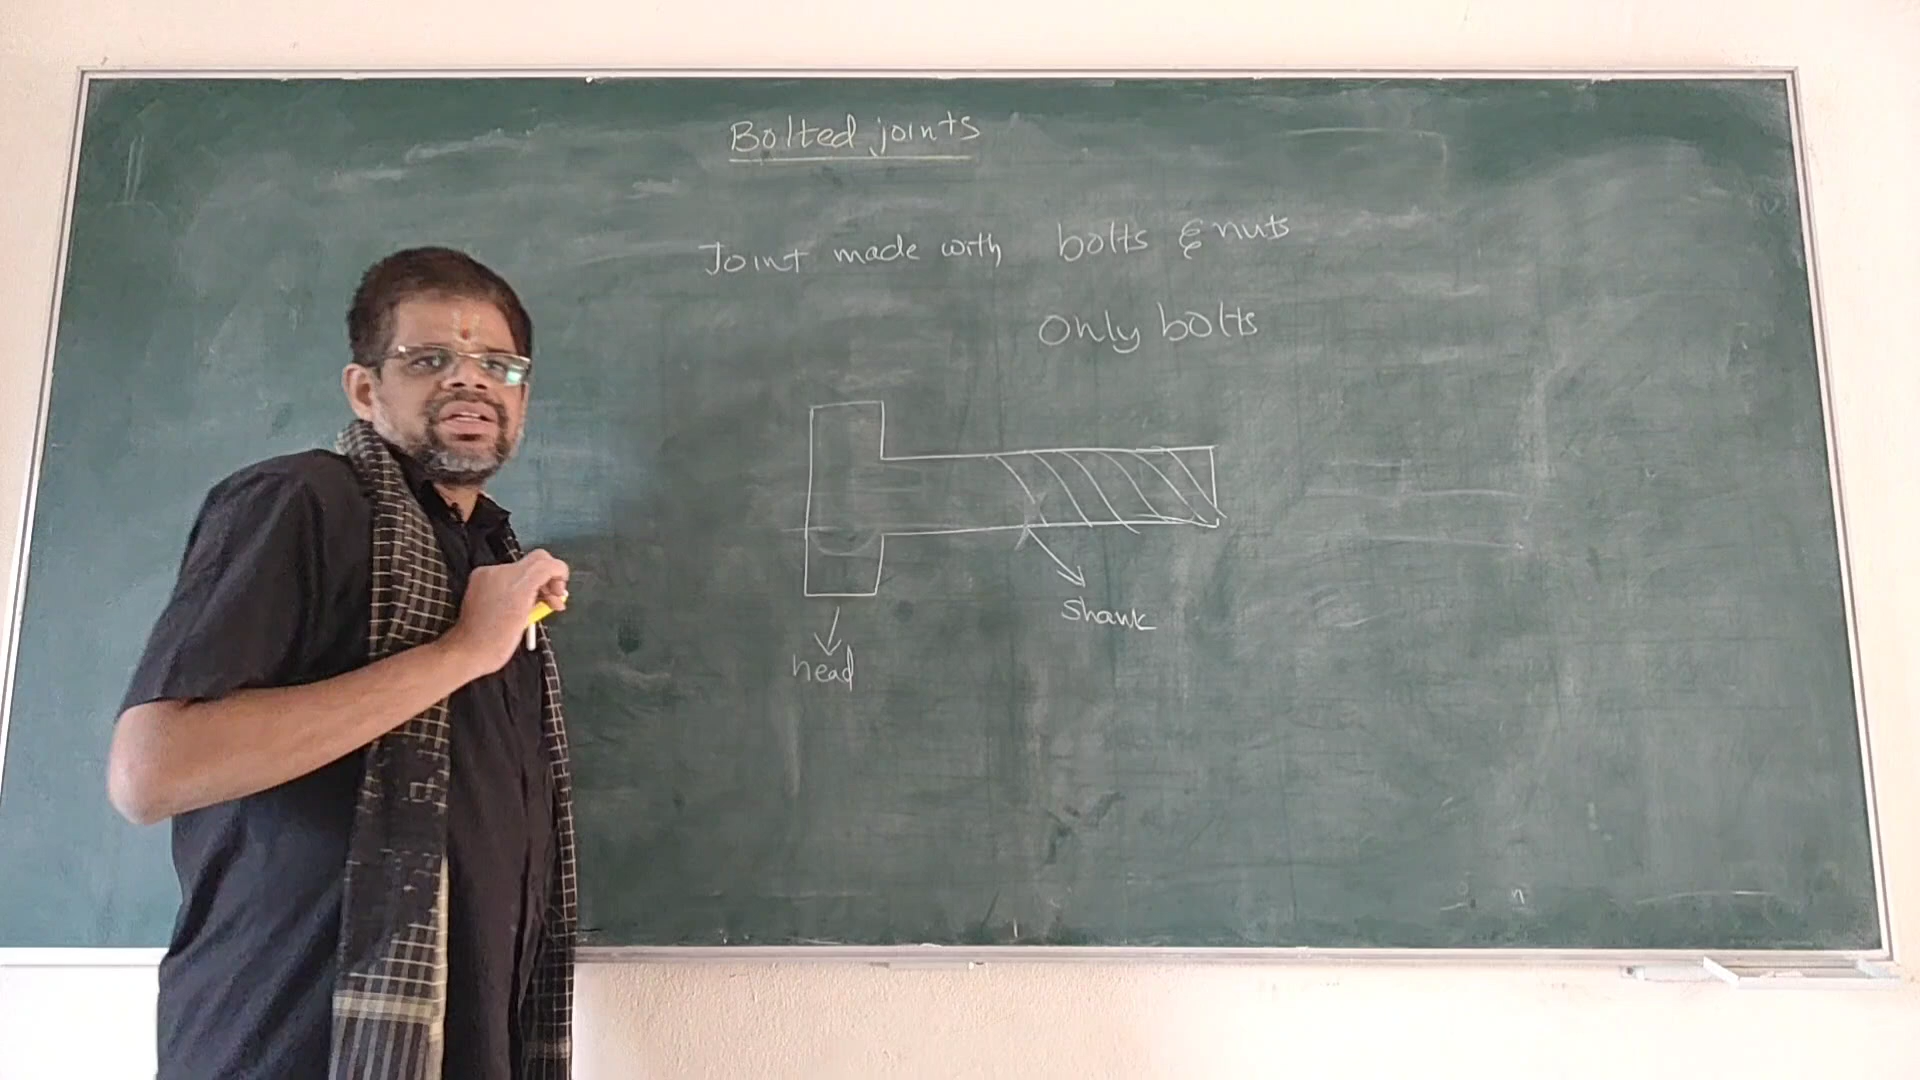 Bolted joints
Joint made with bolts & nuts
Only bolts
Shank
head
n